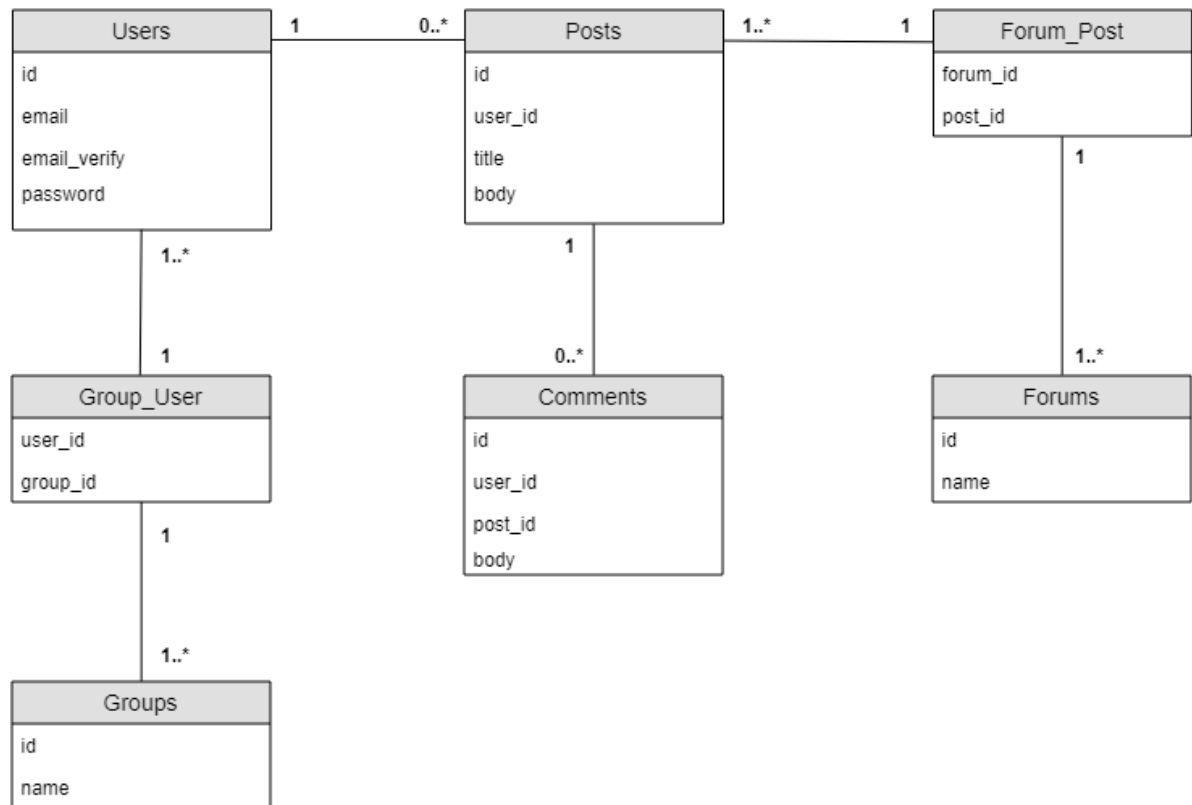 Users
id
email
email_verify
password
1
0..*
Posts
id
user_id
title
body
1..*
1
Forum_Post
forum_id
post_id
1..*
1
1
0..*
1
1..*
Group_User
user_id
group_id
Comments
id
user_id
post_id
body
Forums
id
name
1
1..*
Groups
id
name